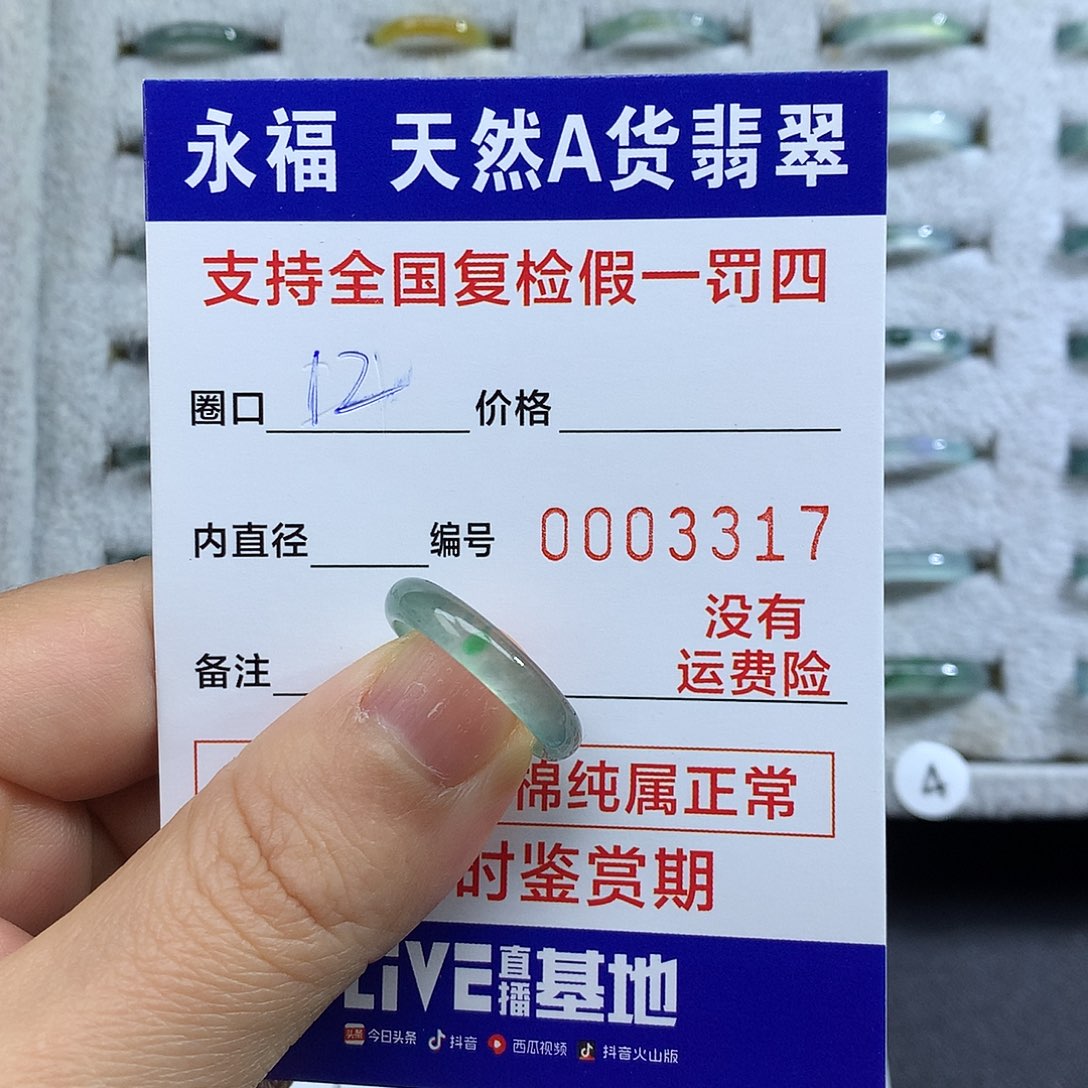 永福 天然A货翡翠
支持全国复检假一罚四
圈口 12 价格
内直径 编号 0003317
没有
备注 运费险
棉纯属正常
时鉴赏期
LIVE直播基地
头条 今日头条 抖音 西瓜视频 抖音火山版
4